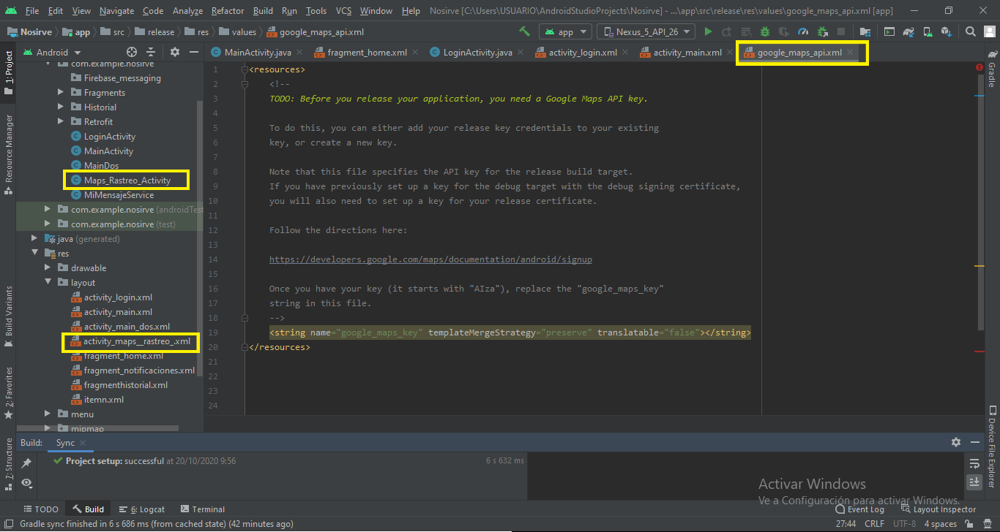 File Edit View Navigate Code Analyze Refactor Build Run Tools VCS Window Help Nosirve [C:\Users\USUARIO\AndroidStudioProjects\Nosirve] - ...\app\src\release\res\values\google_maps_api.xml [app]
Nosirve app src release res values google_maps_api.xml app Nexus_5_API_26
Android MainActivity.java fragment_home.xml LoginActivity.java activity_login.xml activity_main.xml google_maps_api.xml
1: Project
Resource Manager
Build Variants
2: Favorites
7: Structure
com.example.nosirve
Firebase_messaging
Fragments
Historial
Retrofit
LoginActivity
MainActivity
MainDos
Maps_Rastreo_Activity
MiMensajeService
com.example.nosirve (androidTest
com.example.nosirve (test)
java (generated)
res
drawable
layout
activity_login.xml
activity_main.xml
activity_main_dos.xml
activity_maps__rastreo_.xml
fragment_home.xml
fragment_notificaciones.xml
fragmenthistorial.xml
itemn.xml
menu
mipmap
1 <resources>
2 <!--
3 TODO: Before you release your application, you need a Google Maps API key.
4
5 To do this, you can either add your release key credentials to your existing
6 key, or create a new key.
7
8 Note that this file specifies the API key for the release build target.
9 If you have previously set up a key for the debug target with the debug signing certificate,
10 you will also need to set up a key for your release certificate.
11
12 Follow the directions here:
13
14 https://developers.google.com/maps/documentation/android/signup
15
16 Once you have your key (it starts with "AIza"), replace the "google_maps_key"
17 string in this file.
18 -->
19 <string name="google_maps_key" templateMergeStrategy="preserve" translatable="false"></string>
20 </resources>
21
22
23
24
Gradle
Device File Explorer
Build: Sync
Project setup: successful at 20/10/2020 9:56 6 s 632 ms
Activar Windows
Ve a Configuración para activar Windows.
TODO Build 6: Logcat Terminal Event Log Layout Inspector
Gradle sync finished in 6 s 686 ms (from cached state) (42 minutes ago) 27:44 CRLF UTF-8 4 spaces